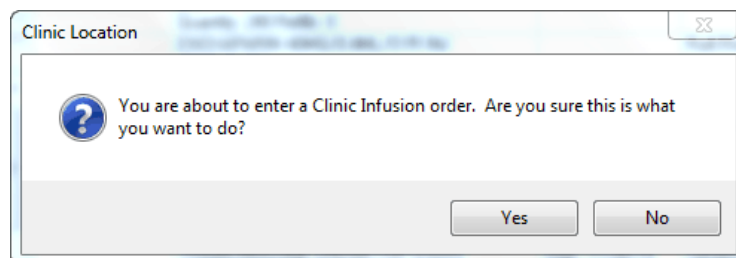 Clinic Location
You are about to enter a Clinic Infusion order.  Are you sure this is what
you want to do?
Yes
No